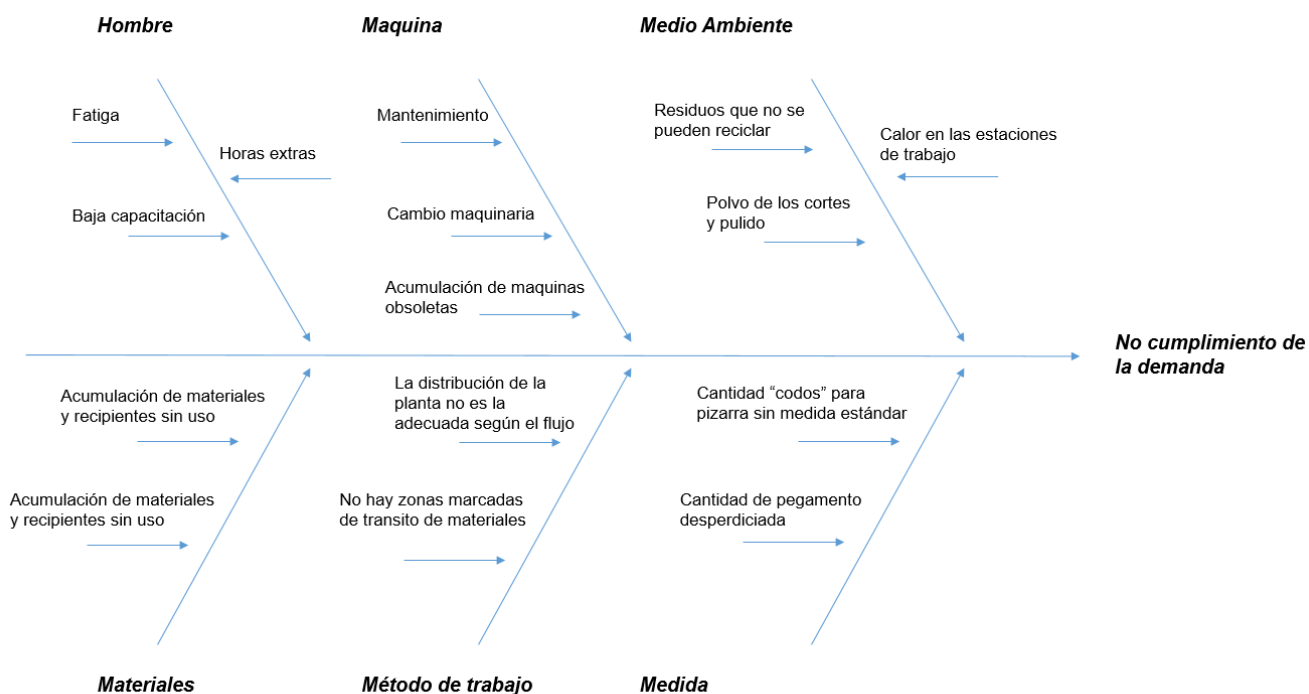 Hombre
Maquina
Medio Ambiente
Fatiga
Horas extras
Baja capacitación
Mantenimiento
Cambio maquinaria
Acumulación de maquinas
obsoletas
Residuos que no se
pueden reciclar
Calor en las estaciones
de trabajo
Polvo de los cortes
y pulido
No cumplimiento de
la demanda
Acumulación de materiales
y recipientes sin uso
Acumulación de materiales
y recipientes sin uso
La distribución de la
planta no es la
adecuada según el flujo
No hay zonas marcadas
de transito de materiales
Cantidad “codos” para
pizarra sin medida estándar
Cantidad de pegamento
desperdiciada
Materiales
Método de trabajo
Medida